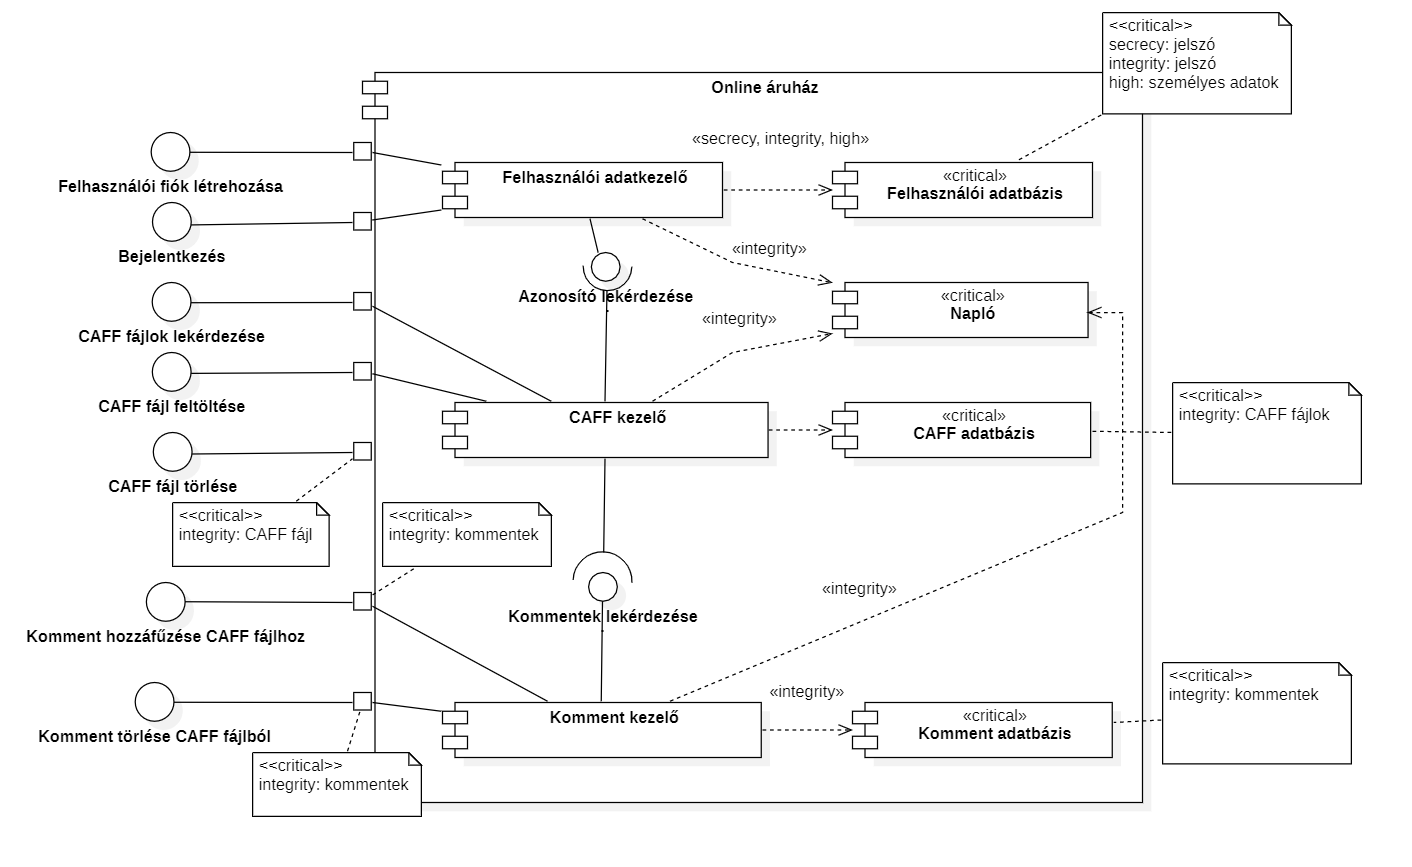 <<critical>>
secrecy: jelszó
integrity: jelszó
high: személyes adatok
Online áruház
«secrecy, integrity, high»
Felhasználói fiók létrehozása
Felhasználói adatkezelő
«critical»
Felhasználói adatbázis
Bejelentkezés
«integrity»
Azonosító lekérdezése
«critical»
Napló
«integrity»
CAFF fájlok lekérdezése
CAFF fájl feltöltése
CAFF kezelő
«critical»
CAFF adatbázis
<<critical>>
integrity: CAFF fájlok
CAFF fájl törlése
<<critical>>
integrity: CAFF fájl
<<critical>>
integrity: kommentek
«integrity»
Kommentek lekérdezése
Komment hozzáfűzése CAFF fájlhoz
<<critical>>
integrity: kommentek
«integrity»
Komment kezelő
«critical»
Komment adatbázis
Komment törlése CAFF fájlból
<<critical>>
integrity: kommentek